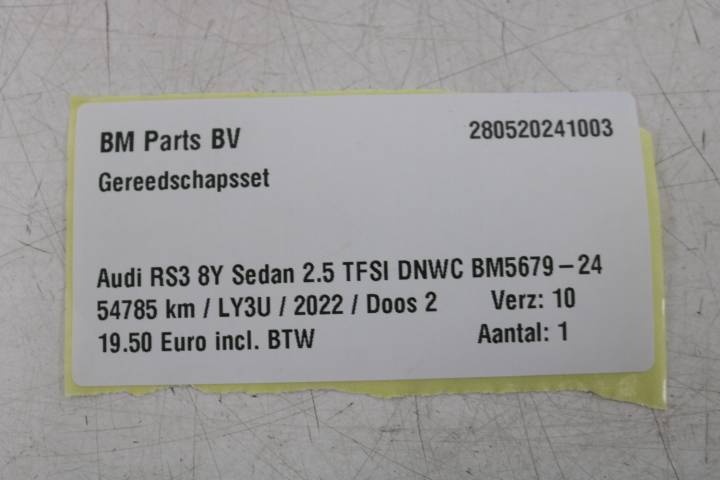 BM Parts BV 280520241003
Gereedschapsset
Audi RS3 8Y Sedan 2.5 TFSI DNWC BM5679-24
54785 km / LY3U / 2022 / Doos 2 Verz: 10
19.50 Euro incl. BTW Aantal: 1